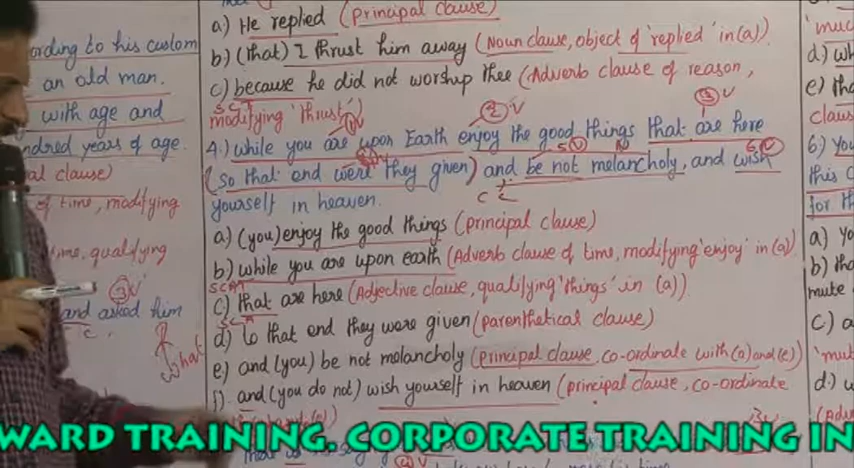 ording to his custom
an old man.
with age and
ndred years of age.
al clause)
of time, modifying
time, qualifying
3 V
and asked him
c.
what
a) He replied (Principal clause)
b) (that) I thrust him away (Noun clause, object of 'replied' in (a))
c) because he did not worship thee (Adverb clause of reason,
modifying 'thrust')
4.) While you are upon Earth enjoy the good things that are here
(so that end were they given) and be not melancholy, and wish
yourself in heaven.
a) (you) enjoy the good things (principal clause)
b) while you are upon earth (Adverb clause of time, modifying 'enjoy' in (a))
c) that are here (Adjective clause, qualifying 'things' in (a))
d) to that end they were given (parenthetical clause)
e) and (you) be not melancholy (principal clause, co-ordinate with (a) and (e))
f). and (you do not) wish yourself in heaven (principal clause, co-ordinate
'muc
d) wh
e) tha
claus
6) You
this c
for th
a) Yo
b) tha
mute
c) a
'mut
d.) u
(Adv
WARD TRAINING, CORPORATE TRAINING, IN